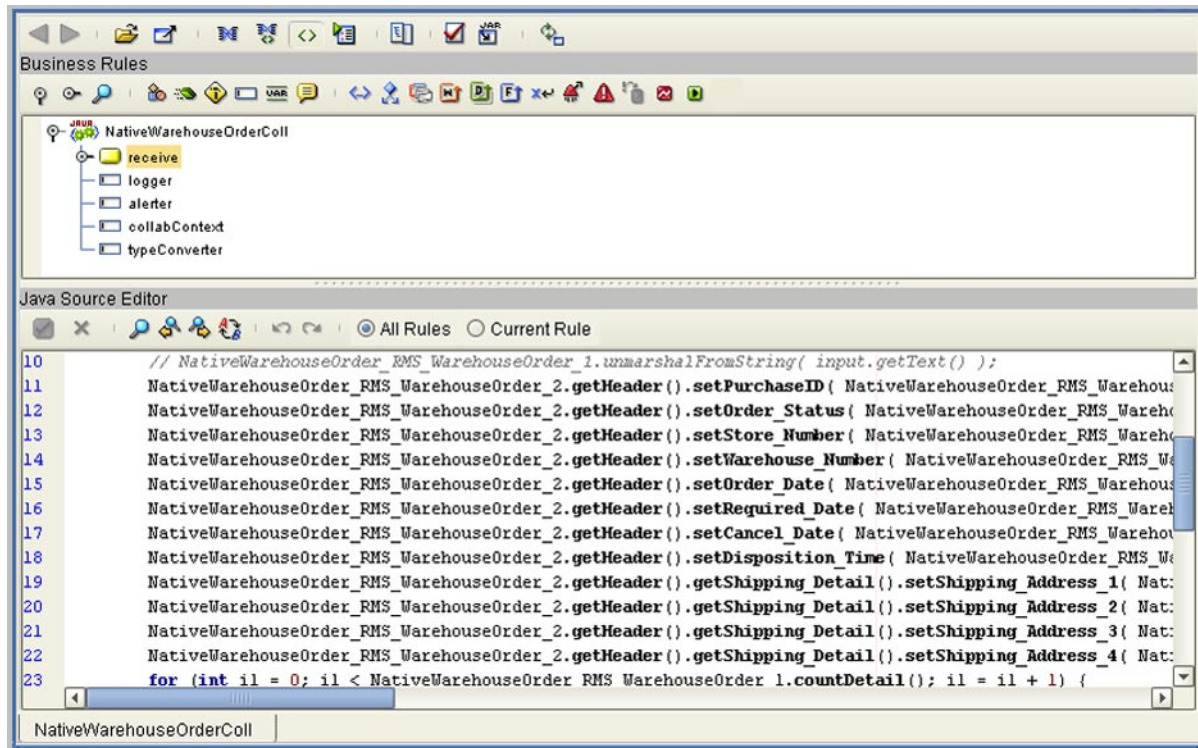 Business Rules
NativeWarehouseOrderColl
receive
logger
alerter
collabContext
typeConverter
Java Source Editor
All Rules Current Rule
10 // NativeWarehouseOrder_RMS_WarehouseOrder_1.unmarshalFromString( input.getText() );
11 NativeWarehouseOrder_RMS_WarehouseOrder_2.getHeader().setPurchaseID( NativeWarehouseOrder_RMS_Warehous
12 NativeWarehouseOrder_RMS_WarehouseOrder_2.getHeader().setOrder_Status( NativeWarehouseOrder_RMS_Wareho
13 NativeWarehouseOrder_RMS_WarehouseOrder_2.getHeader().setStore_Number( NativeWarehouseOrder_RMS_Wareho
14 NativeWarehouseOrder_RMS_WarehouseOrder_2.getHeader().setWarehouse_Number( NativeWarehouseOrder_RMS_Wa
15 NativeWarehouseOrder_RMS_WarehouseOrder_2.getHeader().setOrder_Date( NativeWarehouseOrder_RMS_Warehous
16 NativeWarehouseOrder_RMS_WarehouseOrder_2.getHeader().setRequired_Date( NativeWarehouseOrder_RMS_Wareh
17 NativeWarehouseOrder_RMS_WarehouseOrder_2.getHeader().setCancel_Date( NativeWarehouseOrder_RMS_Warehou
18 NativeWarehouseOrder_RMS_WarehouseOrder_2.getHeader().setDisposition_Time( NativeWarehouseOrder_RMS_Wa
19 NativeWarehouseOrder_RMS_WarehouseOrder_2.getHeader().getShipping_Detail().setShipping_Address_1( Nati
20 NativeWarehouseOrder_RMS_WarehouseOrder_2.getHeader().getShipping_Detail().setShipping_Address_2( Nati
21 NativeWarehouseOrder_RMS_WarehouseOrder_2.getHeader().getShipping_Detail().setShipping_Address_3( Nati
22 NativeWarehouseOrder_RMS_WarehouseOrder_2.getHeader().getShipping_Detail().setShipping_Address_4( Nati
23 for (int i1 = 0; i1 < NativeWarehouseOrder_RMS_WarehouseOrder_1.countDetail(); i1 = i1 + 1) {
NativeWarehouseOrderColl